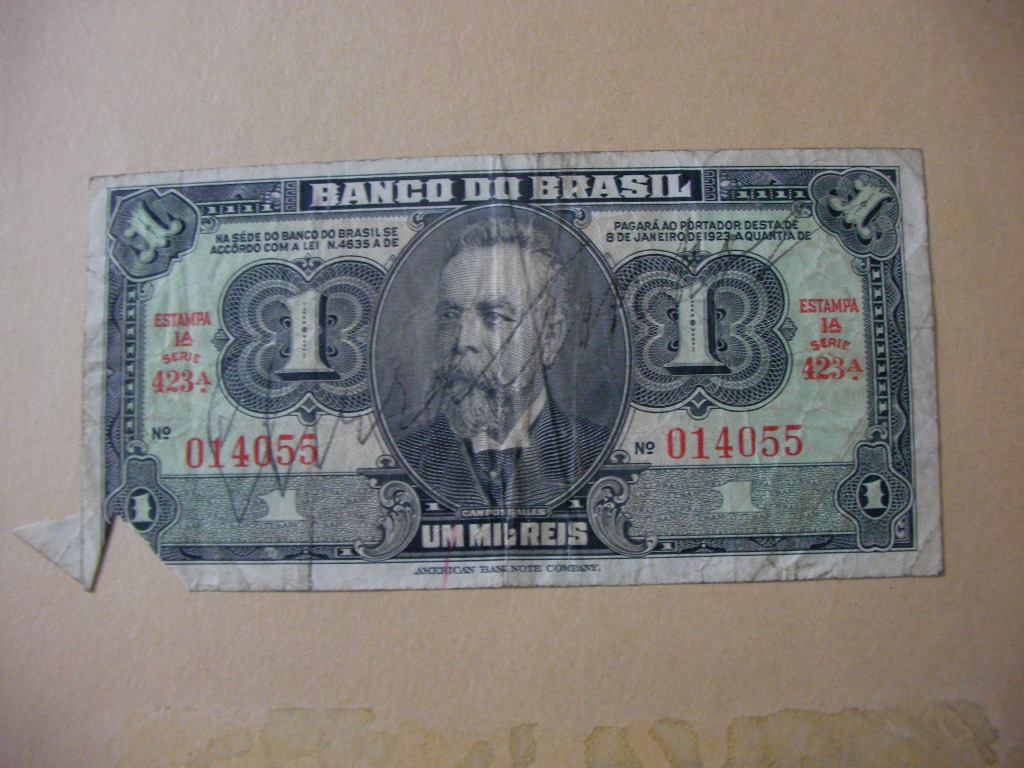 BANCO DO BRASIL
NA SÉDE DO BANCO DO BRASIL SE
ACCÔRDO COM A LEI N. 4635 A DE
PAGARÁ AO PORTADOR DESTA, DE
8 DE JANEIRO DE 1923, A QUANTIA DE
1 1
ESTAMPA
1A
SERIE
423A
ESTAMPA
1A
SERIE
423A
Nº 014055
Nº 014055
1 1 1 1
1 CAMPOS SALLES 1
UM MIL REIS
AMERICAN BANK NOTE COMPANY.